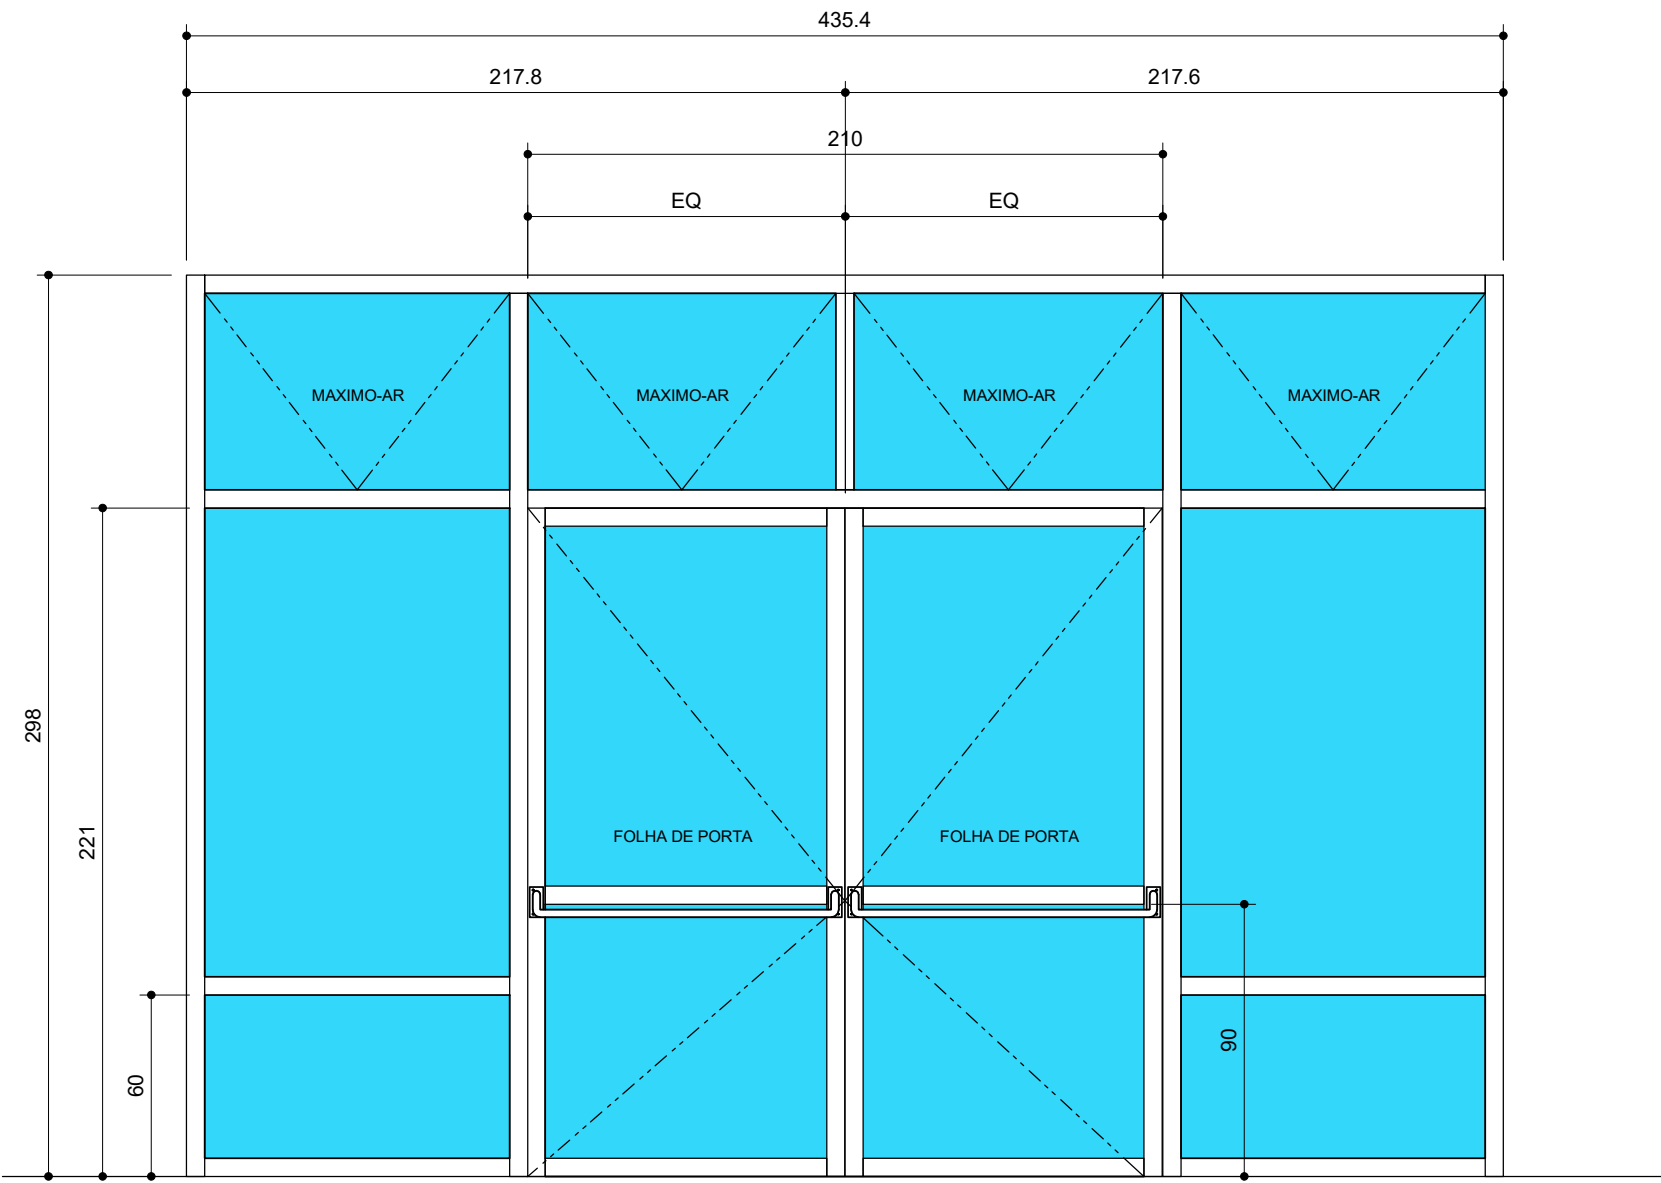 435.4
217.8 217.6
210
EQ EQ
MAXIMO-AR MAXIMO-AR MAXIMO-AR MAXIMO-AR
298
221
FOLHA DE PORTA FOLHA DE PORTA
60
90